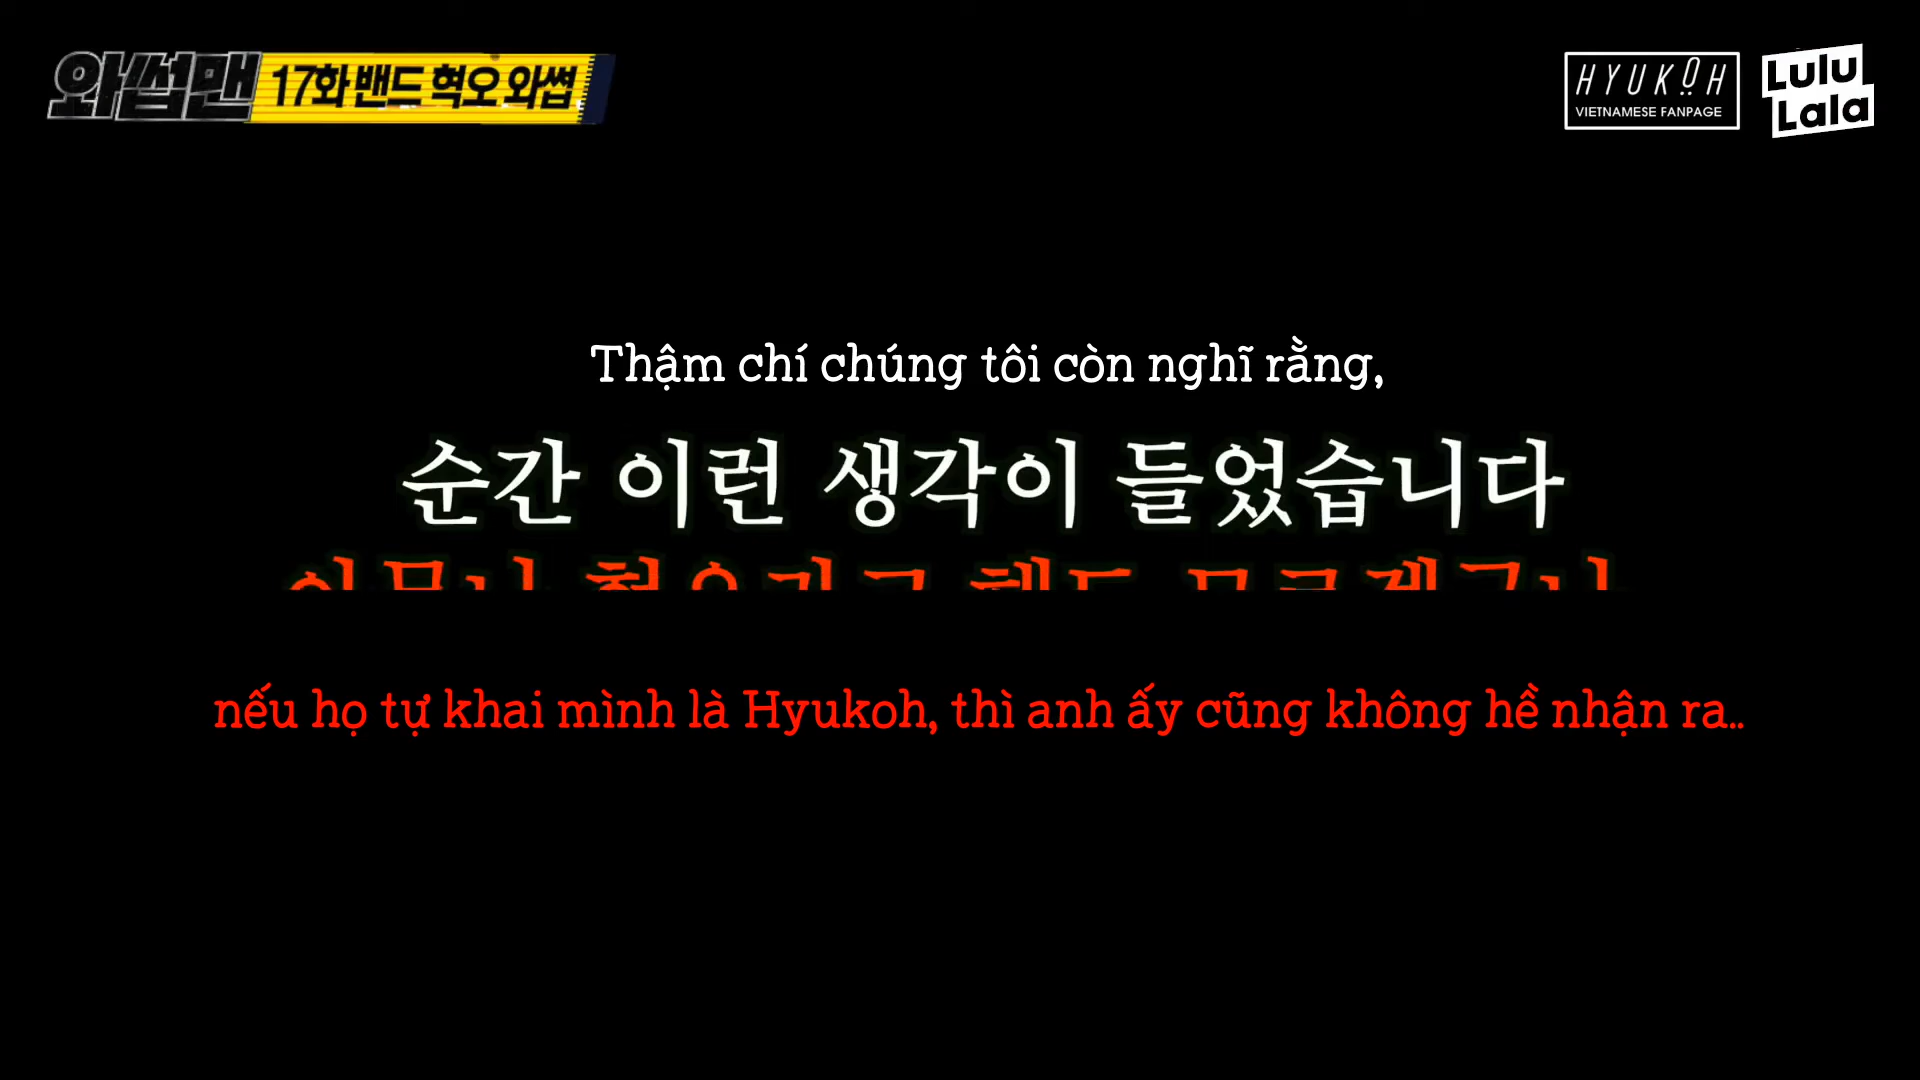 와썹맨 17화 밴드 혁오 와썹
HYUKOH
VIETNAMESE FANPAGE
Lulu
Lala
Thậm chí chúng tôi còn nghĩ rằng,
순간 이런 생각이 들었습니다
nếu họ tự khai mình là Hyukoh, thì anh ấy cũng không hề nhận ra..